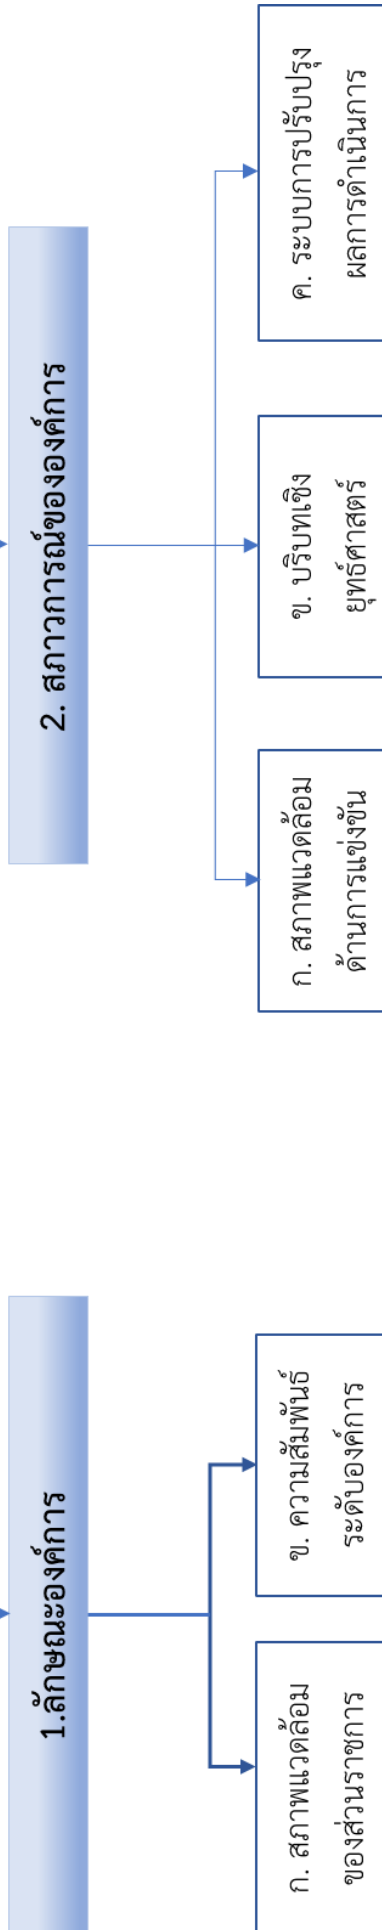 1.ลักษณะองค์การ
ก. สภาพแวดล้อม
ของส่วนราชการ
ข. ความสัมพันธ์
ระดับองค์การ
2. สภาวการณ์ขององค์การ
ก. สภาพแวดล้อม
ด้านการแข่งขัน
ข. บริบทเชิง
ยุทธ์ศาสตร์
ค. ระบบการปรับปรุง
ผลการดำเนินการ